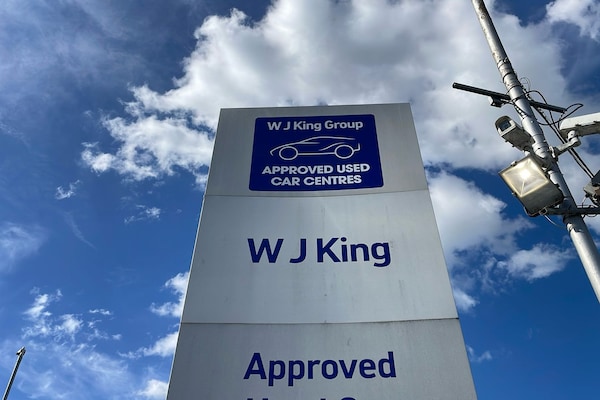 W J King Group
APPROVED USED
CAR CENTRES
W J King
Approved